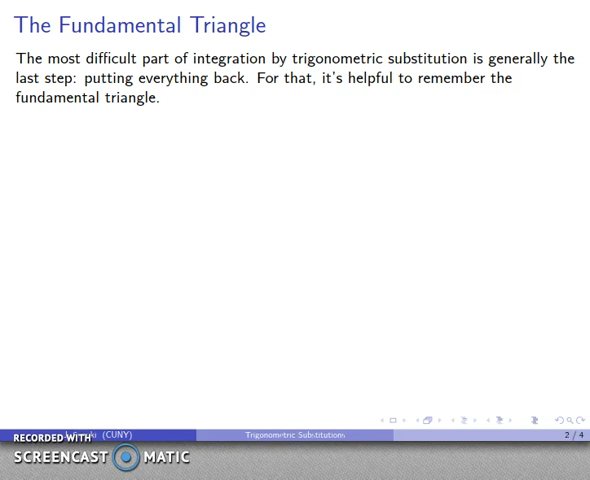 The Fundamental Triangle
The most difficult part of integration by trigonometric substitution is generally the
last step: putting everything back. For that, it's helpful to remember the
fundamental triangle.
(CUNY)
Trigonometric Substitutions
2 / 4
RECORDED WITH
SCREENCAST MATIC